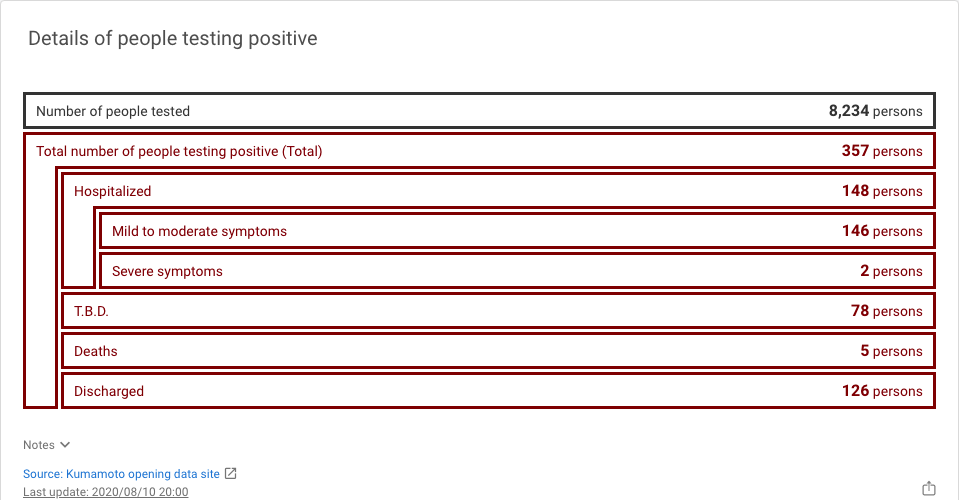 Details of people testing positive
Number of people tested 8,234 persons
Total number of people testing positive (Total) 357 persons
Hospitalized 148 persons
Mild to moderate symptoms 146 persons
Severe symptoms 2 persons
T.B.D. 78 persons
Deaths 5 persons
Discharged 126 persons
Notes
Source: Kumamoto opening data site
Last update: 2020/08/10 20:00